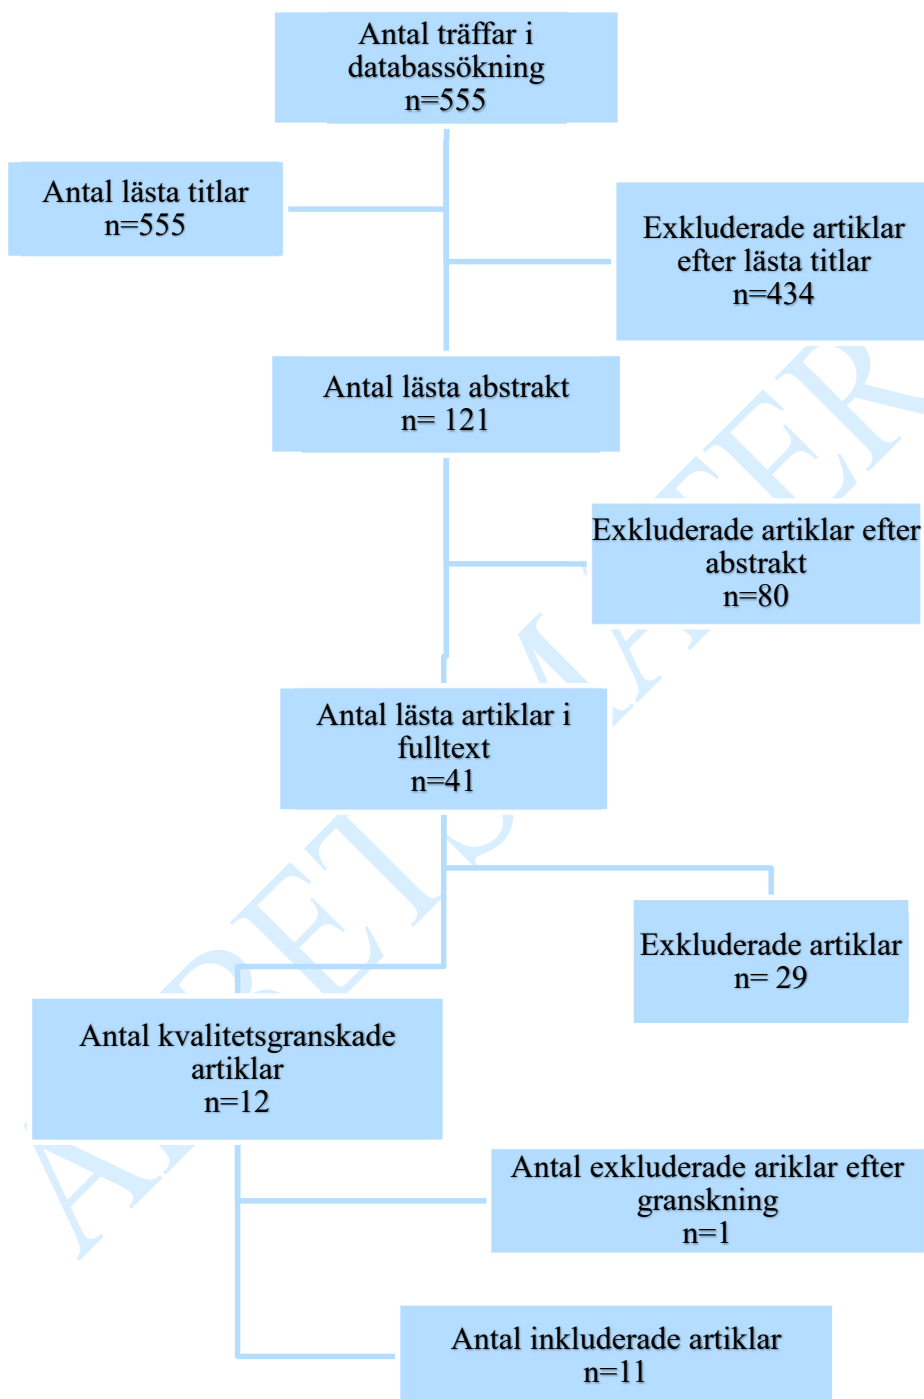 Antal träffar i
databassökning
n=555
Antal lästa titlar
n=555
Exkluderade artiklar
efter lästa titlar
n=434
Antal lästa abstrakt
n= 121
Exkluderade artiklar efter
abstrakt
n=80
Antal lästa artiklar i
fulltext
n=41
Exkluderade artiklar
n= 29
Antal kvalitetsgranskade
artiklar
n=12
Antal exkluderade ariklar efter
granskning
n=1
Antal inkluderade artiklar
n=11